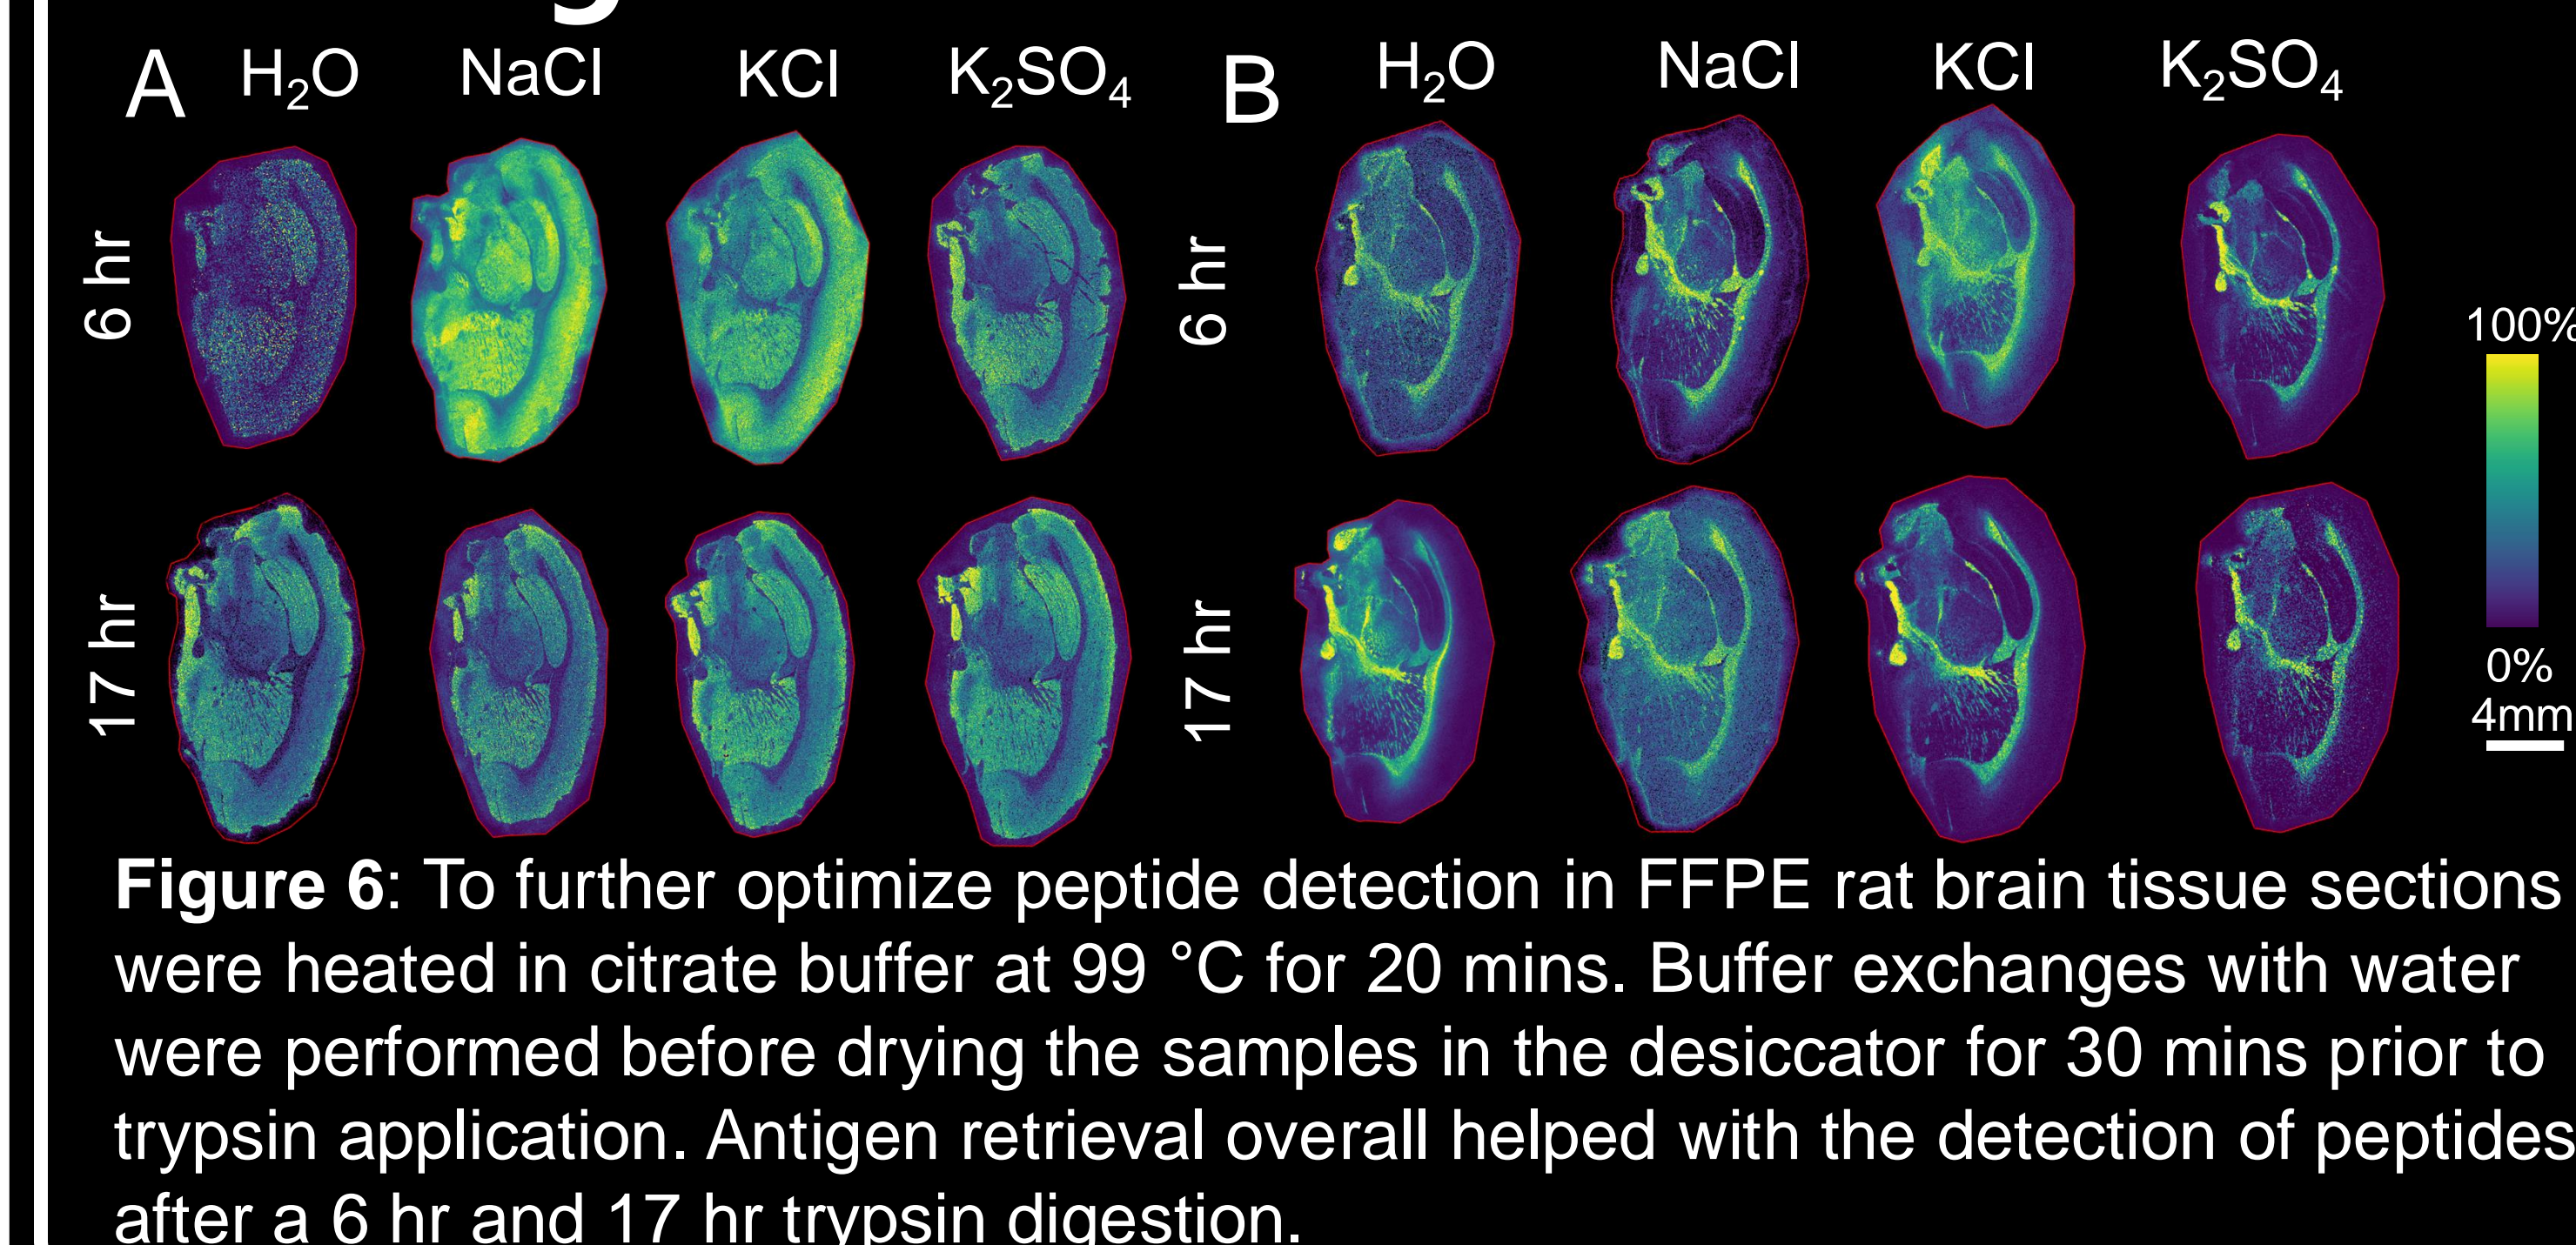 A H₂O NaCl KCl K₂SO₄ B H₂O NaCl KCl K₂SO₄
6 hr 6 hr
100%
17 hr 17 hr
0%
4mm
Figure 6: To further optimize peptide detection in FFPE rat brain tissue sections
were heated in citrate buffer at 99 °C for 20 mins. Buffer exchanges with water
were performed before drying the samples in the desiccator for 30 mins prior to
trypsin application. Antigen retrieval overall helped with the detection of peptides
after a 6 hr and 17 hr trypsin digestion.